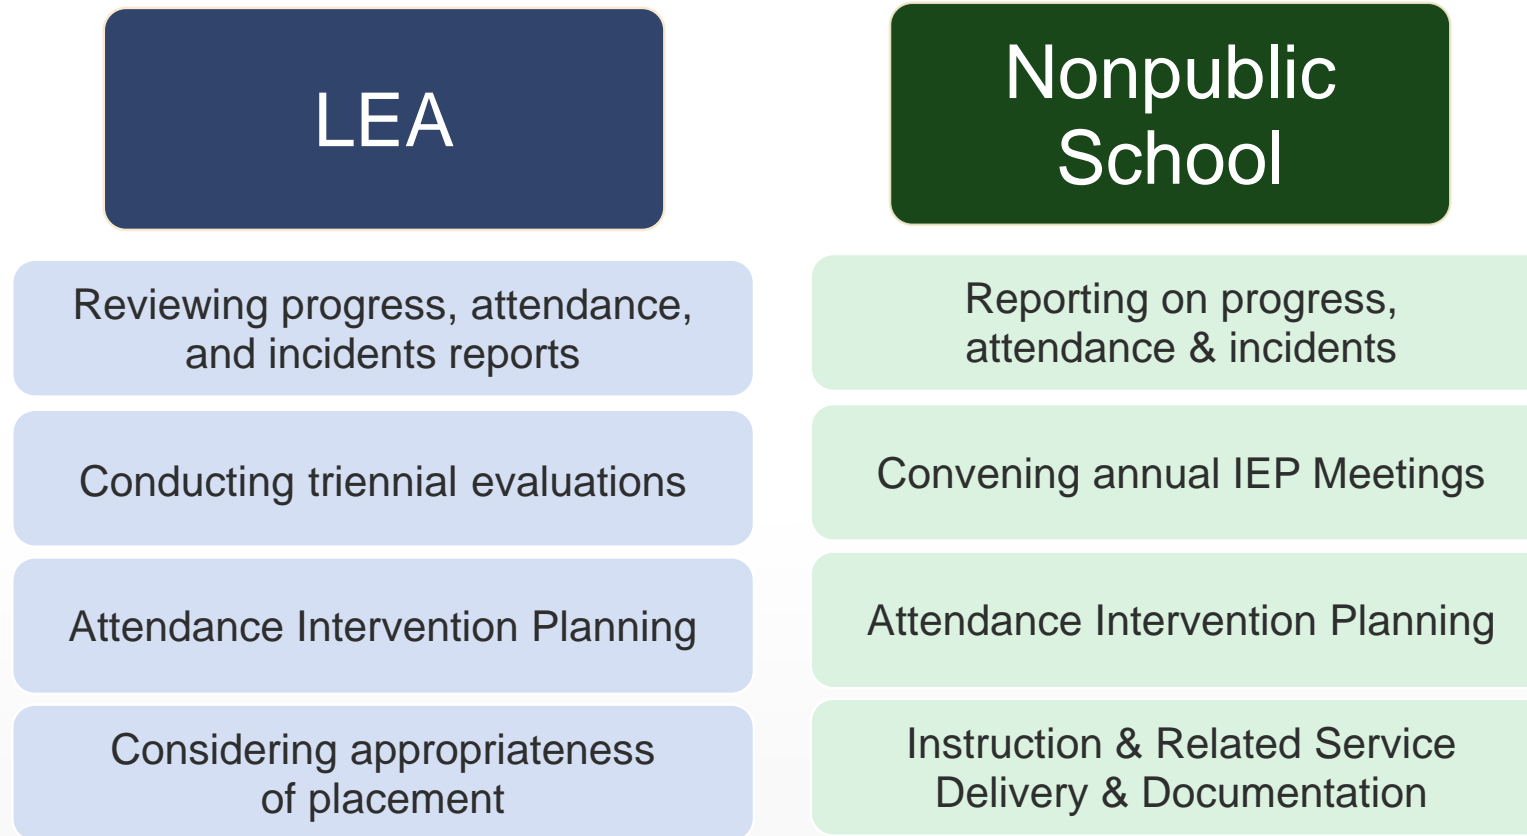 LEA
Reviewing progress, attendance,
and incidents reports
Conducting triennial evaluations
Attendance Intervention Planning
Considering appropriateness
of placement
Nonpublic
School
Reporting on progress,
attendance & incidents
Convening annual IEP Meetings
Attendance Intervention Planning
Instruction & Related Service
Delivery & Documentation